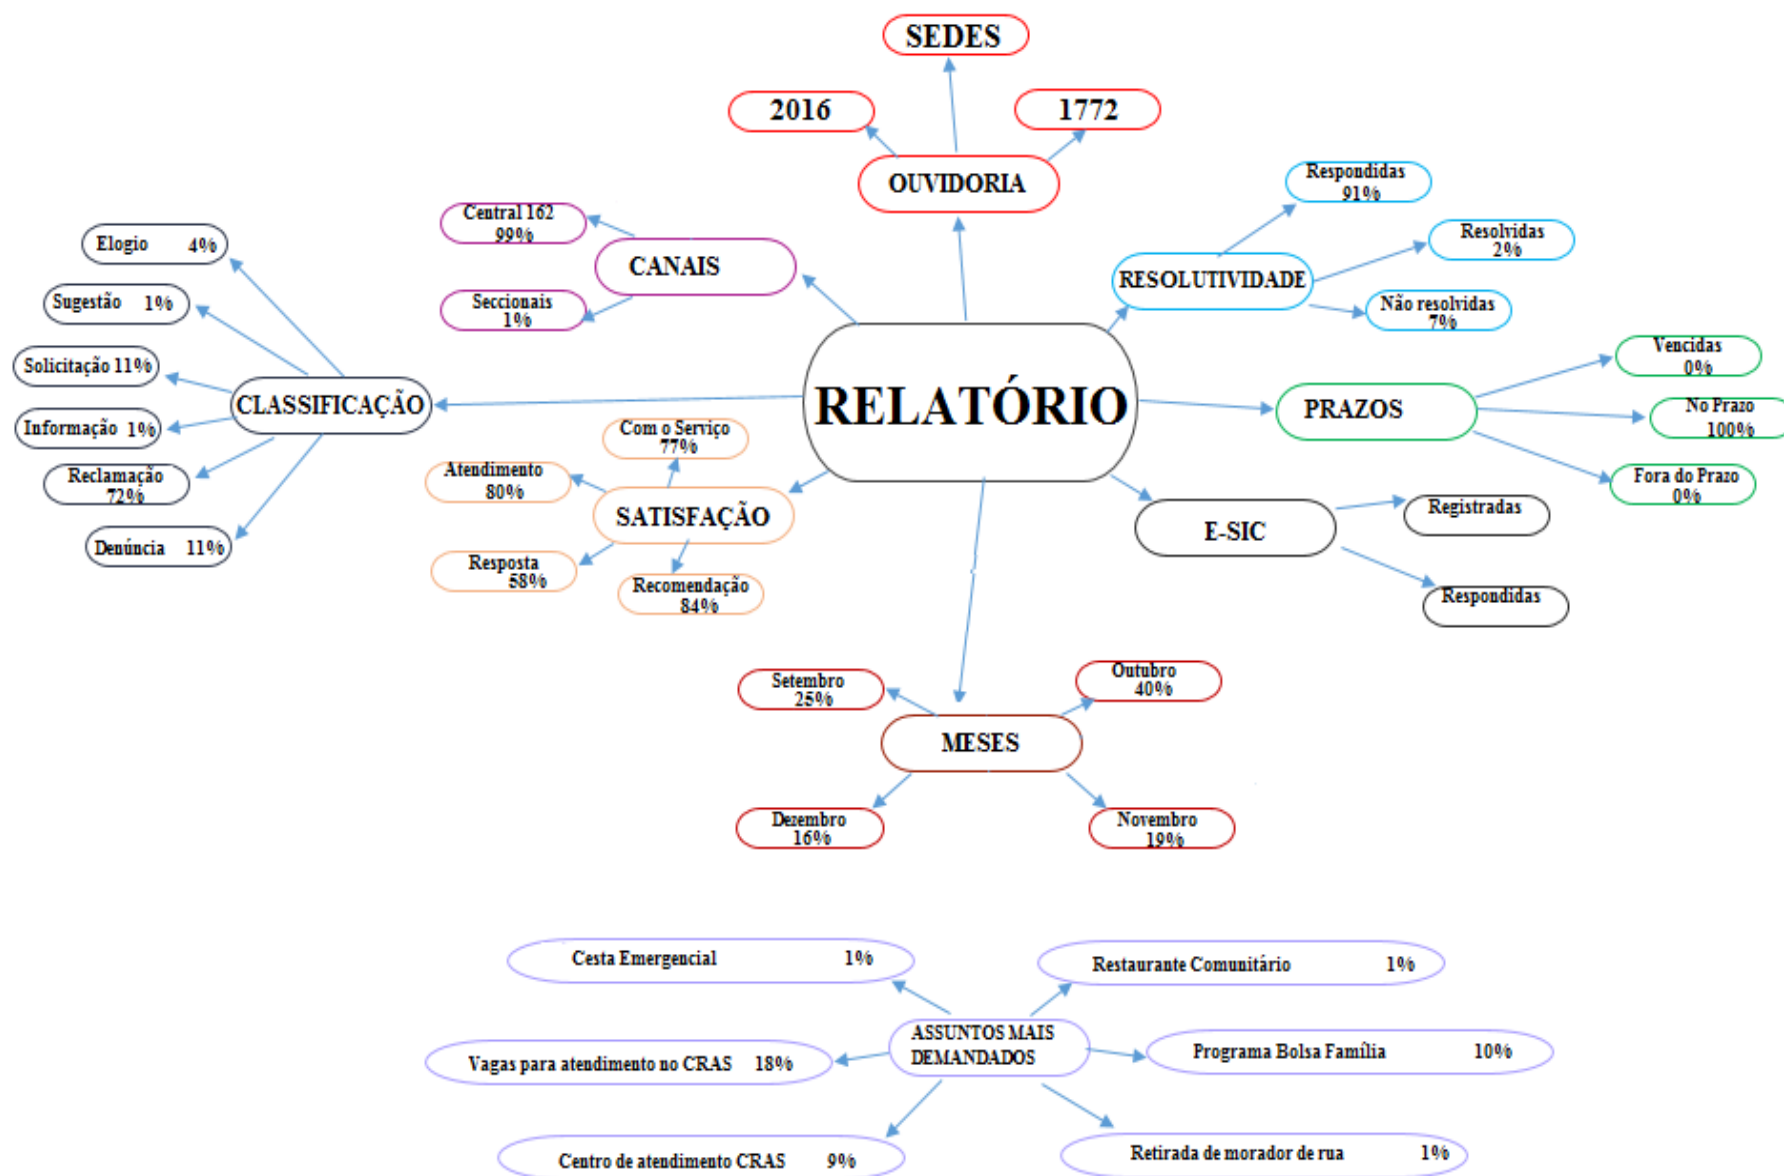 SEDES
2016
1772
OUVIDORIA
Respondidas
91%
Central 162
99%
Resolvidas
2%
Elogio 4%
CANAIS
RESOLUTIVIDADE
Sugestão 1%
Seccionais
1%
Não resolvidas
7%
Solicitação 11%
Vencidas
0%
CLASSIFICAÇÃO
RELATÓRIO
PRAZOS
No Prazo
100%
Informação 1%
Com o Serviço
77%
Reclamação
72%
Atendimento
80%
Fora do Prazo
0%
SATISFAÇÃO
E-SIC
Registradas
Denúncia 11%
Resposta
58%
Recomendação
84%
Respondidas
Setembro
25%
Outubro
40%
MESES
Dezembro
16%
Novembro
19%
Cesta Emergencial 1%
Restaurante Comunitário 1%
ASSUNTOS MAIS
DEMANDADOS
Vagas para atendimento no CRAS 18%
Programa Bolsa Família 10%
Centro de atendimento CRAS 9%
Retirada de morador de rua 1%